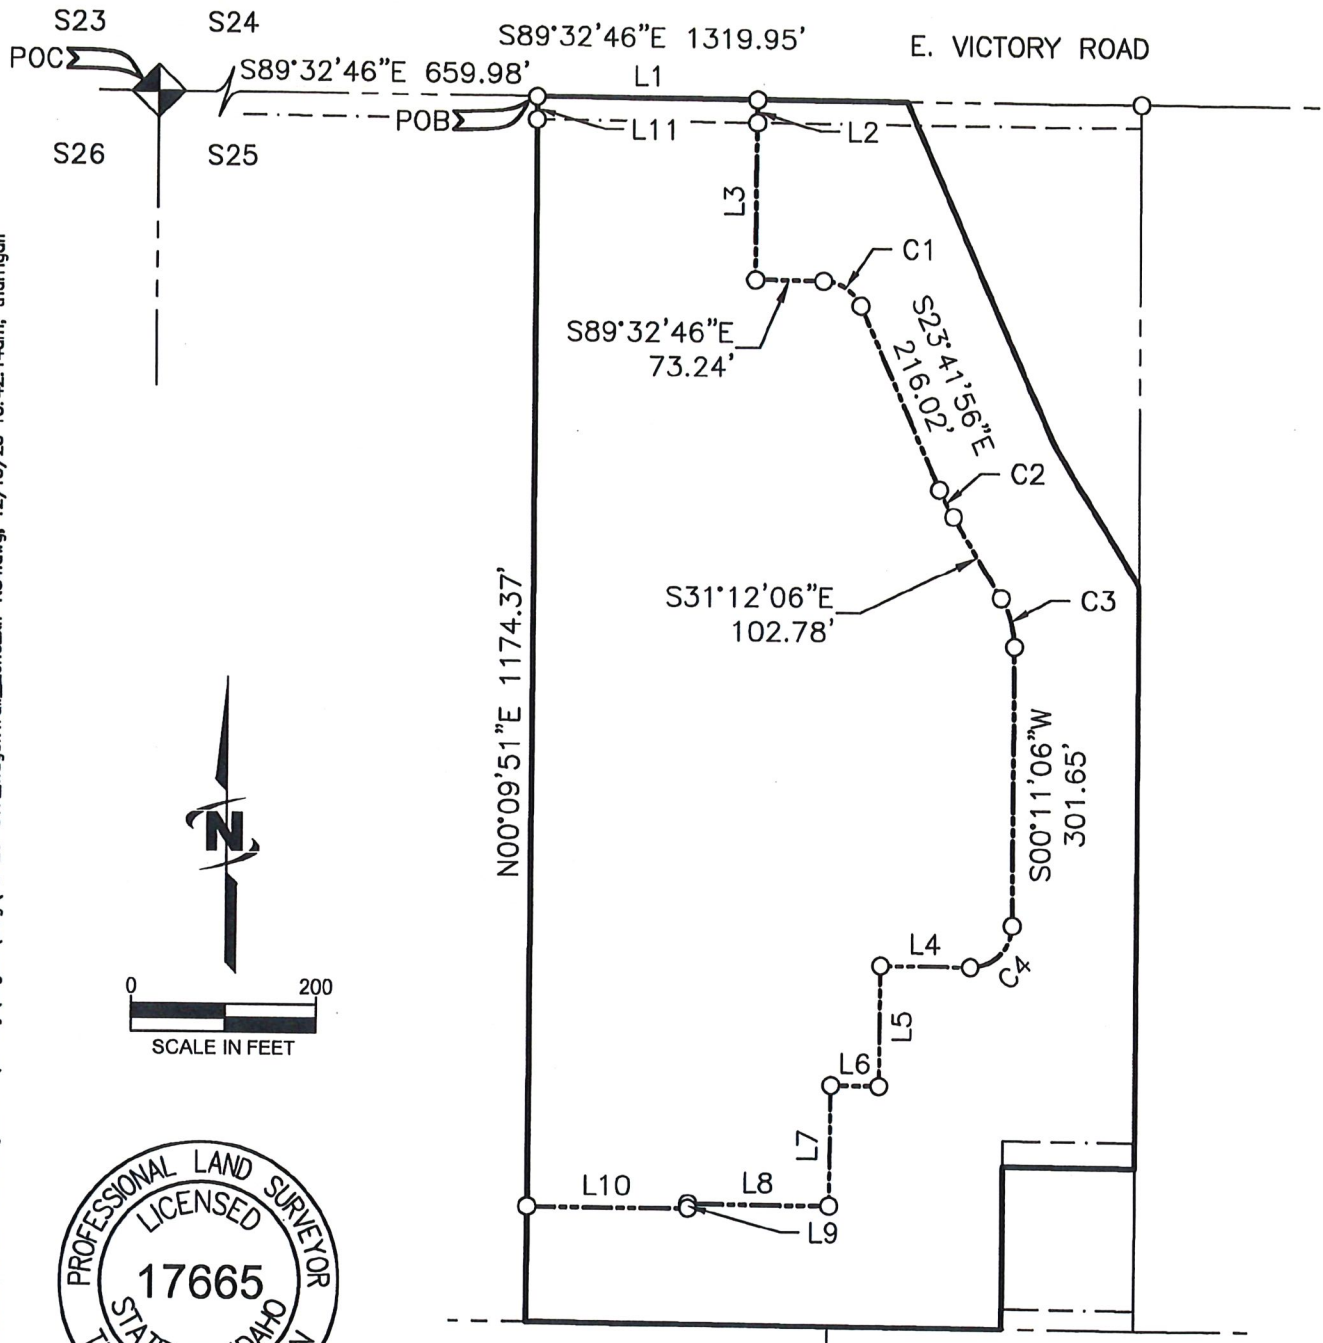 S23
S24
POC
S89°32'46"E 1319.95'
E. VICTORY ROAD
S89°32'46"E 659.98'
L1
POB
L11
L2
S26
S25
L3
C1
S89°32'46"E
73.24'
S23°41'56"E
216.02'
C2
S31°12'06"E
102.78'
C3
N00°09'51"E 1174.37'
S00°11'06"W
301.65'
N
L4
C4
0
200
SCALE IN FEET
L5
L6
L7
L10
L8
L9
PROFESSIONAL LAND SURVEYOR
LICENSED
17665